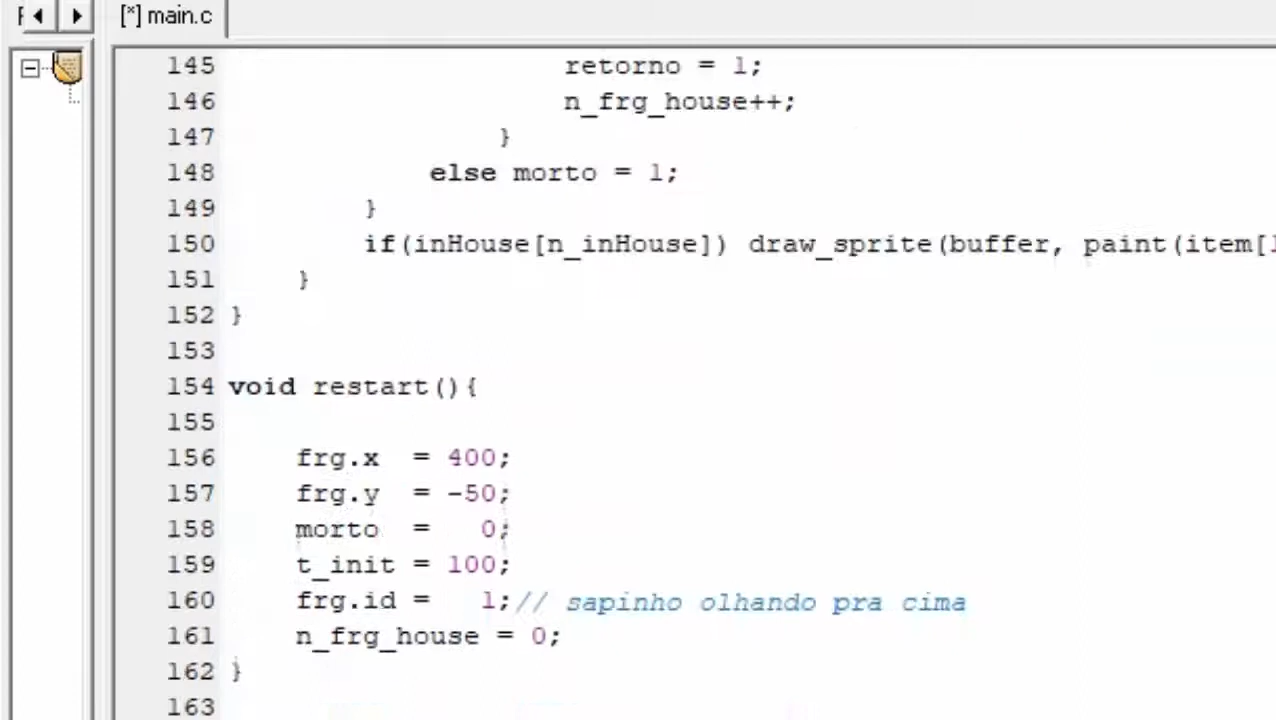 [*] main.c
145 retorno = 1;
146 n_frg_house++;
147 }
148 else morto = 1;
149 }
150 if(inHouse[n_inHouse]) draw_sprite(buffer, paint(item[1
151 }
152 }
153
154 void restart(){
155
156 frg.x = 400;
157 frg.y = -50;
158 morto = 0;
159 t_init = 100;
160 frg.id = 1;// sapinho olhando pra cima
161 n_frg_house = 0;
162 }
163